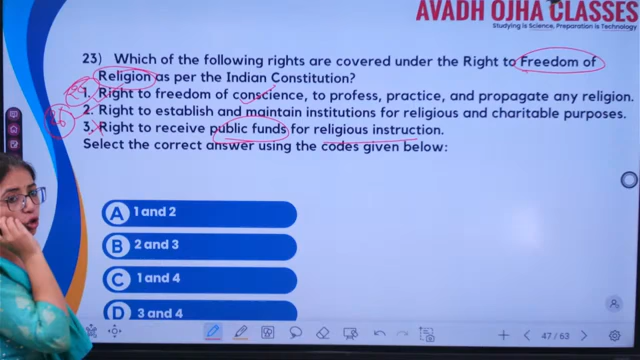 AVADH OJHA CLASSES
Studying is Science, Preparation is Technology
23) Which of the following rights are covered under the Right to Freedom of
Religion as per the Indian Constitution?
1. Right to freedom of conscience, to profess, practice, and propagate any religion.
2. Right to establish and maintain institutions for religious and charitable purposes.
3. Right to receive public funds for religious instruction.
Select the correct answer using the codes given below:
A 1 and 2
B 2 and 3
C 1 and 4
D 3 and 4
47 / 63